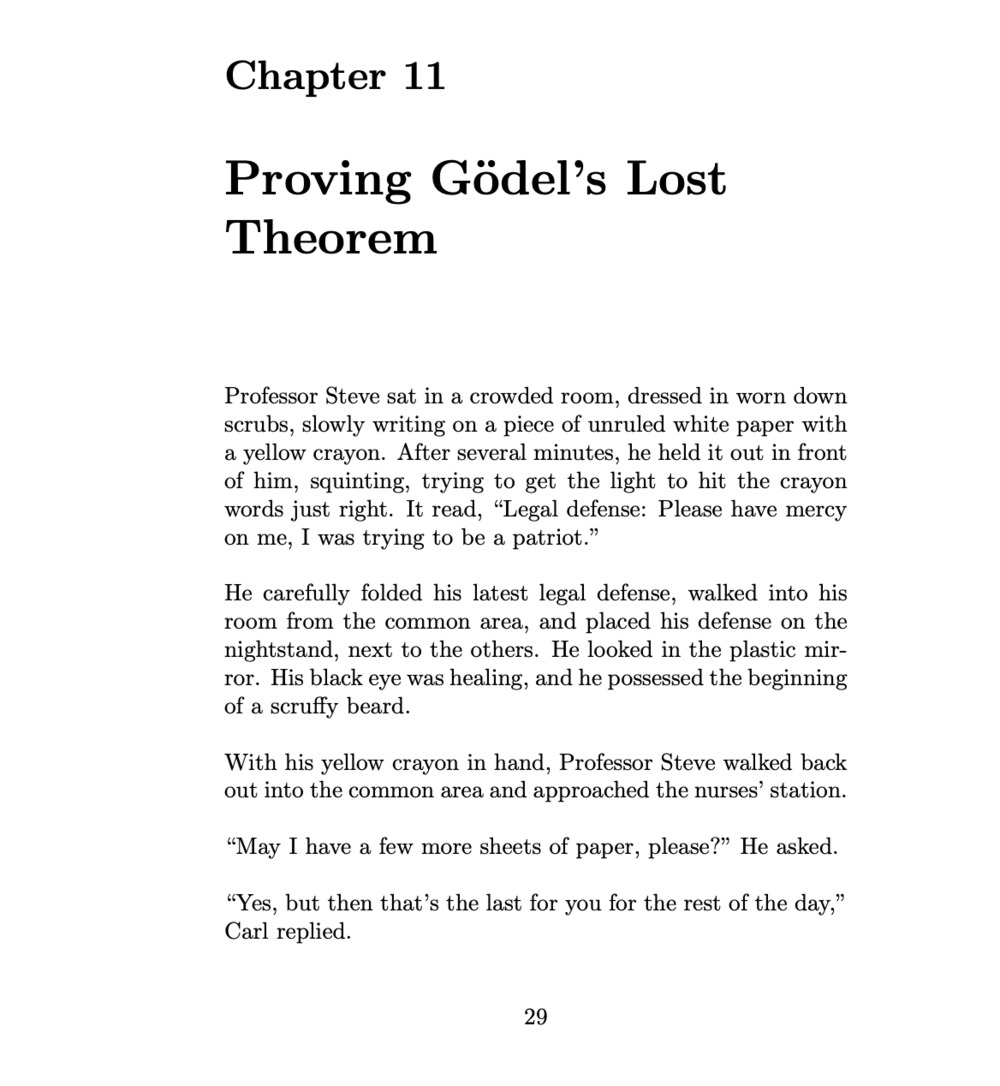 Chapter 11
Proving Gödel’s Lost
Theorem
Professor Steve sat in a crowded room, dressed in worn down
scrubs, slowly writing on a piece of unruled white paper with
a yellow crayon. After several minutes, he held it out in front
of him, squinting, trying to get the light to hit the crayon
words just right. It read, “Legal defense: Please have mercy
on me, I was trying to be a patriot.”
He carefully folded his latest legal defense, walked into his
room from the common area, and placed his defense on the
nightstand, next to the others. He looked in the plastic mir-
ror. His black eye was healing, and he possessed the beginning
of a scruffy beard.
With his yellow crayon in hand, Professor Steve walked back
out into the common area and approached the nurses’ station.
“May I have a few more sheets of paper, please?” He asked.
“Yes, but then that’s the last for you for the rest of the day,”
Carl replied.
29